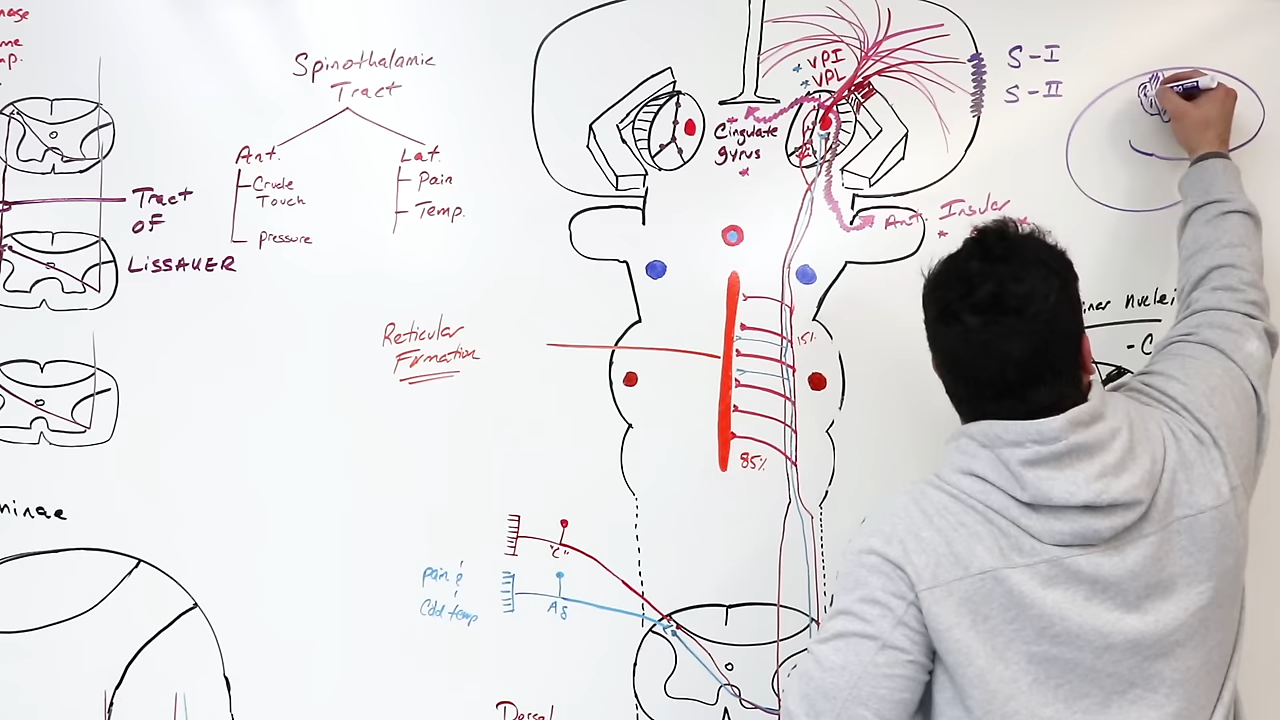 Spinothalamic
Tract
Ant.
Crude
Touch
Pressure
Lat.
Pain
Temp.
Tract
OF
LISSAUER
Reticular
Formation
VPI
VPL
Cingulate
gyrus
S-I
S-II
Ant. Insular
15%
85%
"C"
Aδ
Pain &
Cold temp
nuclei
-C
Dorsal